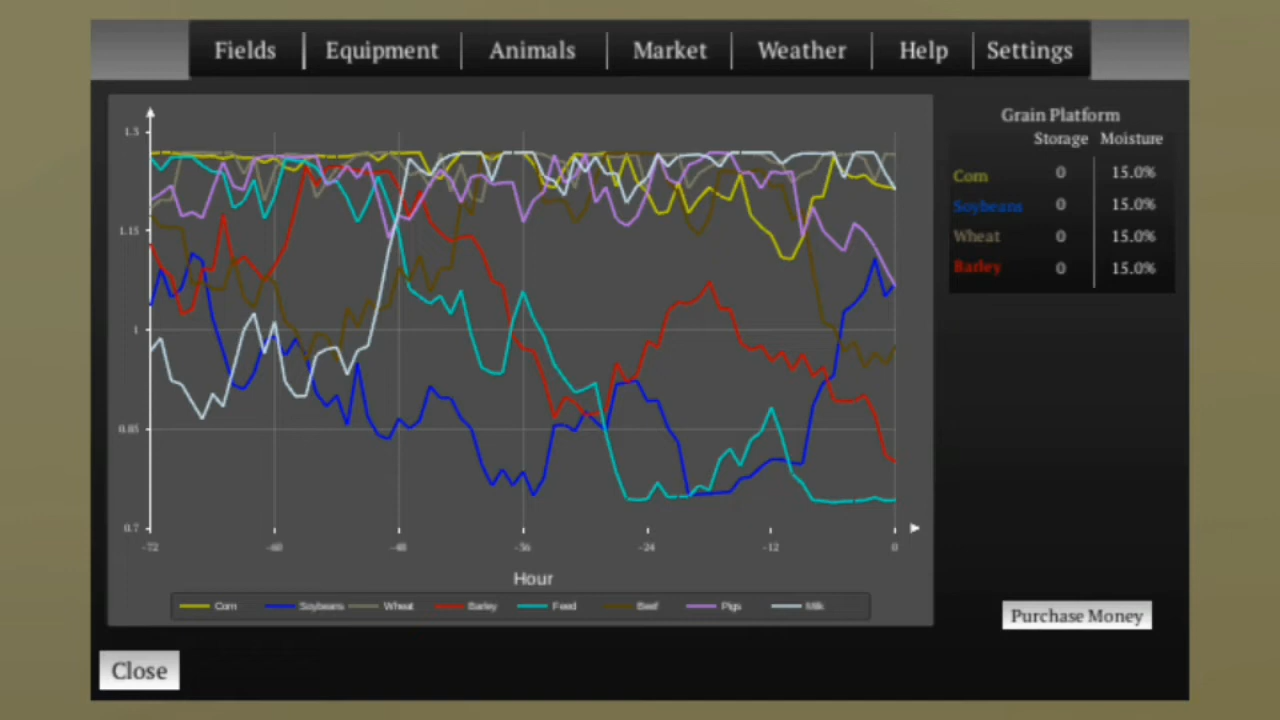 Fields Equipment Animals Market Weather Help Settings
Grain Platform
Storage Moisture
Corn 0 15.0%
Soybeans 0 15.0%
Wheat 0 15.0%
Barley 0 15.0%
1.3
1.15
1
0.85
0.7
-72 -60 -48 -36 -24 -12 0
Hour
Corn Soybeans Wheat Barley Feed Beef Pigs Milk
Purchase Money
Close